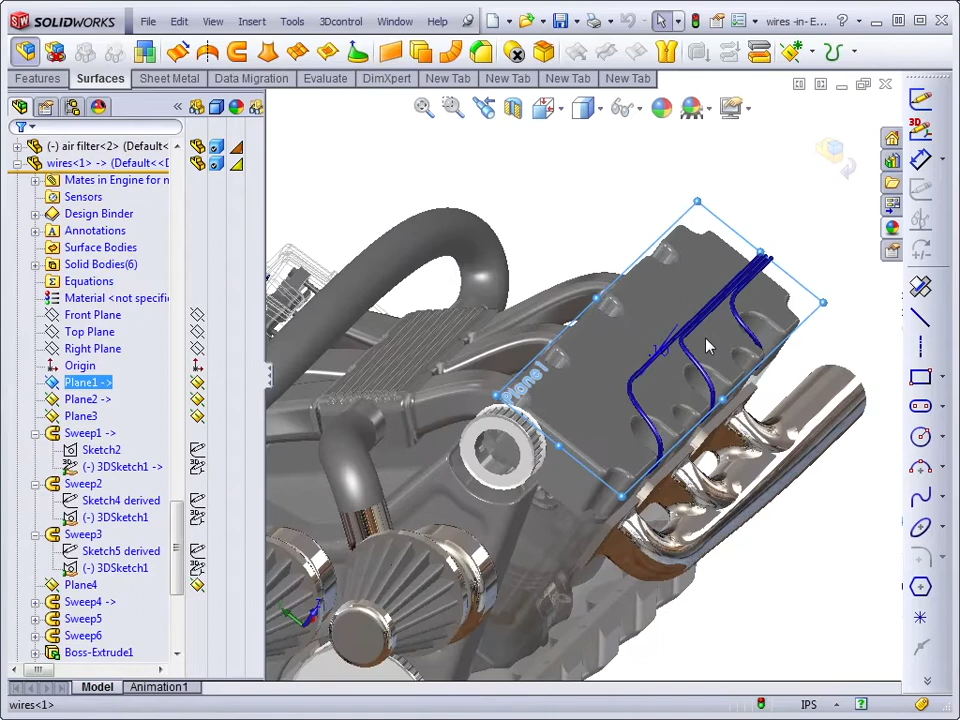 SOLIDWORKS File Edit View Insert Tools 3Dcontrol Window Help wires -in- E...
Features Surfaces Sheet Metal Data Migration Evaluate DimXpert New Tab New Tab New Tab New Tab
(-) air filter<2> (Default<
wires<1> -> (Default<<D
Mates in Engine for n
Sensors
Design Binder
Annotations
Surface Bodies
Solid Bodies(6)
Equations
Material <not specifi
Front Plane
Top Plane
Right Plane
Origin
Plane1 ->
Plane2 ->
Plane3
Sweep1 ->
Sketch2
(-) 3DSketch1 ->
Sweep2
Sketch4 derived
(-) 3DSketch1
Sweep3
Sketch5 derived
(-) 3DSketch1
Plane4
Sweep4 ->
Sweep5
Sweep6
Boss-Extrude1
Plane1
3D
Model Animation1
wires<1> IPS